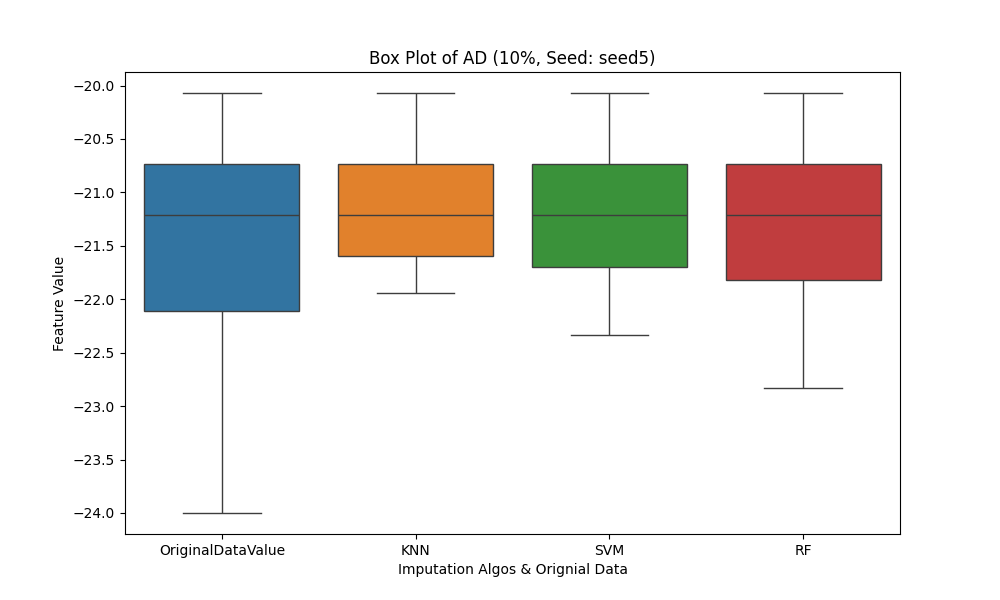 Box Plot of AD (10%, Seed: seed5)
−20.0
−20.5
−21.0
−21.5
−22.0
−22.5
−23.0
−23.5
−24.0
Feature Value
OriginalDataValue KNN SVM RF
Imputation Algos & Orignial Data